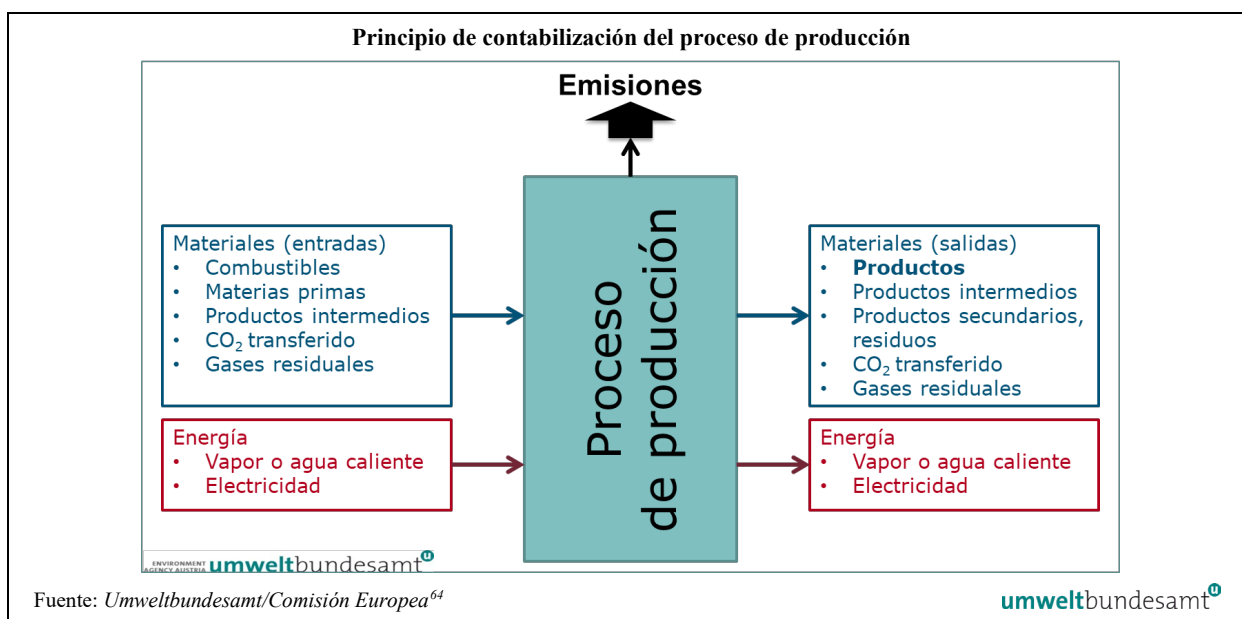 Principio de contabilización del proceso de producción
Emisiones
Materiales (entradas)
• Combustibles
• Materias primas
• Productos intermedios
• CO₂ transferido
• Gases residuales
Energía
• Vapor o agua caliente
• Electricidad
Proceso
de producción
Materiales (salidas)
• Productos
• Productos intermedios
• Productos secundarios,
residuos
• CO₂ transferido
• Gases residuales
Energía
• Vapor o agua caliente
• Electricidad
ENVIRONMENT
AGENCY AUSTRIA umweltbundesamt
Fuente: Umweltbundesamt/Comisión Europea⁶⁴
umweltbundesamt